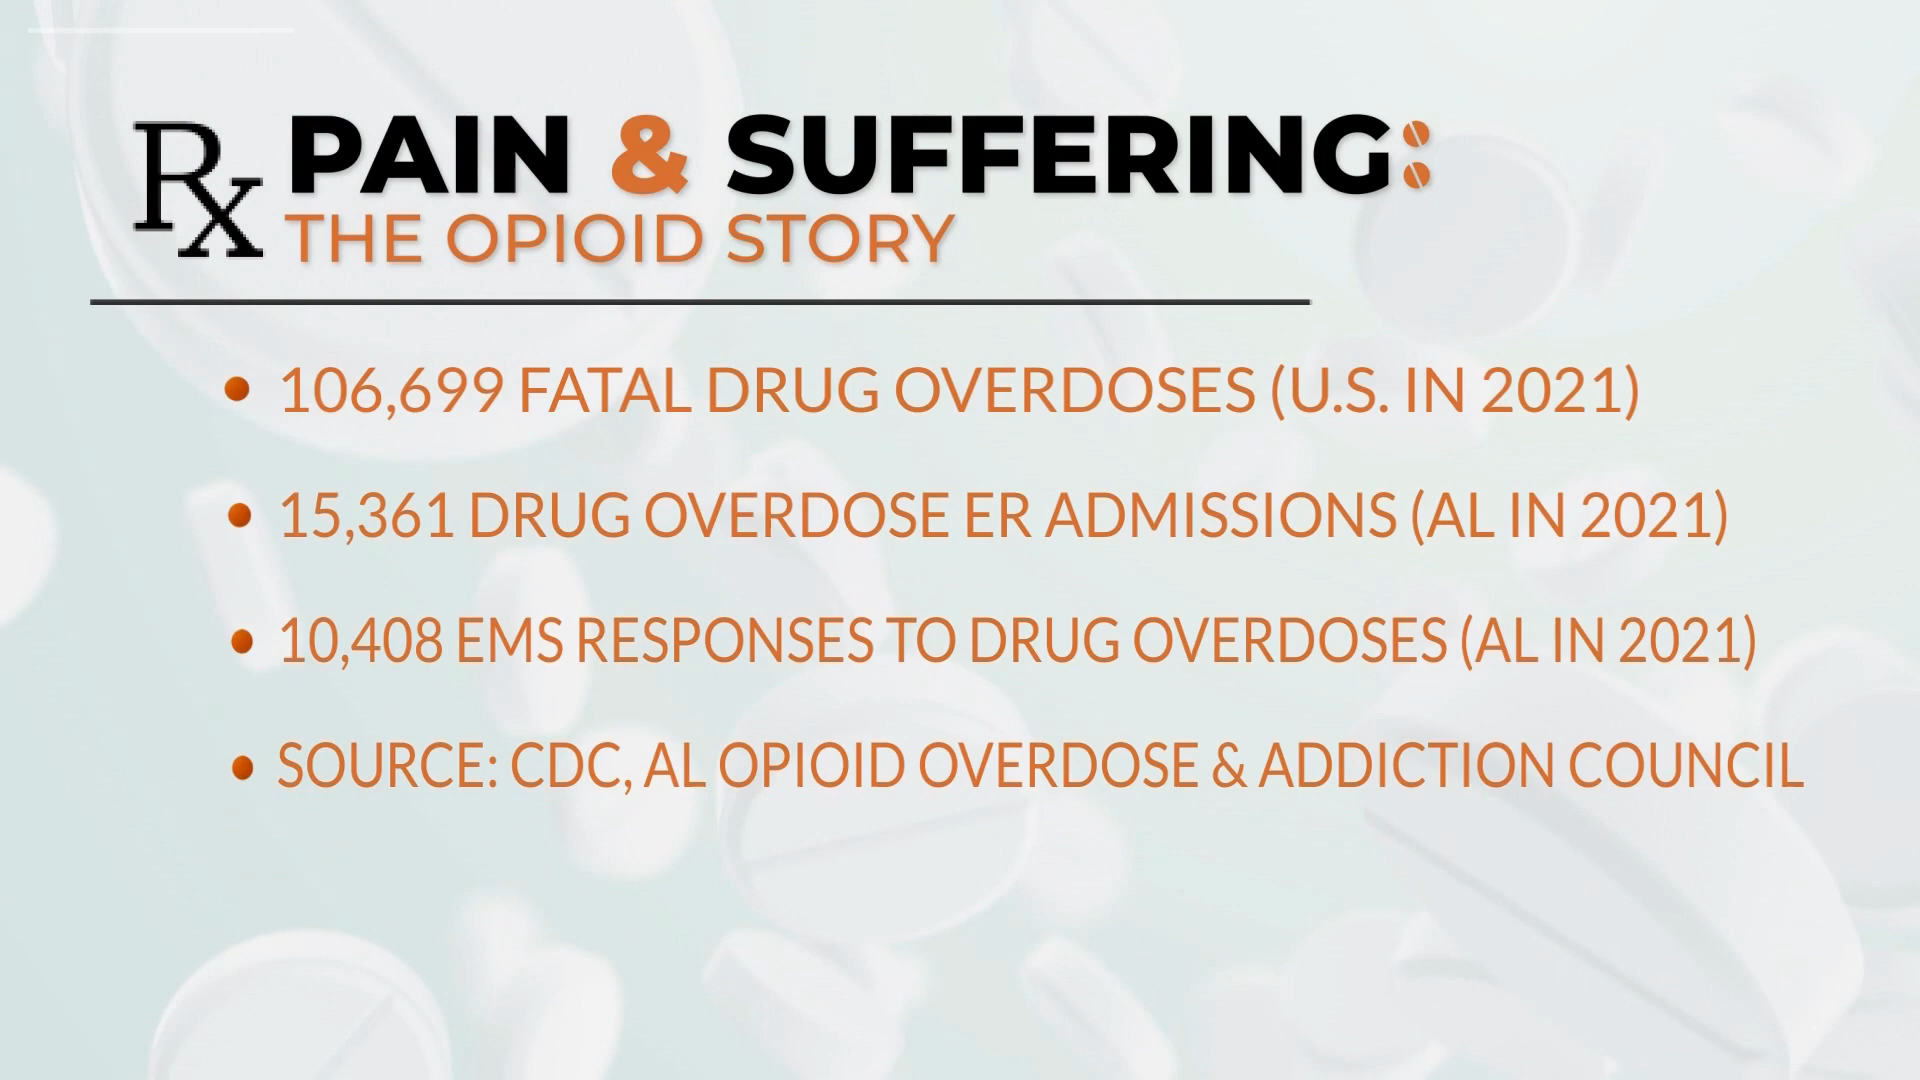 Rx PAIN & SUFFERING:
THE OPIOID STORY
• 106,699 FATAL DRUG OVERDOSES (U.S. IN 2021)
• 15,361 DRUG OVERDOSE ER ADMISSIONS (AL IN 2021)
• 10,408 EMS RESPONSES TO DRUG OVERDOSES (AL IN 2021)
• SOURCE: CDC, AL OPIOID OVERDOSE & ADDICTION COUNCIL